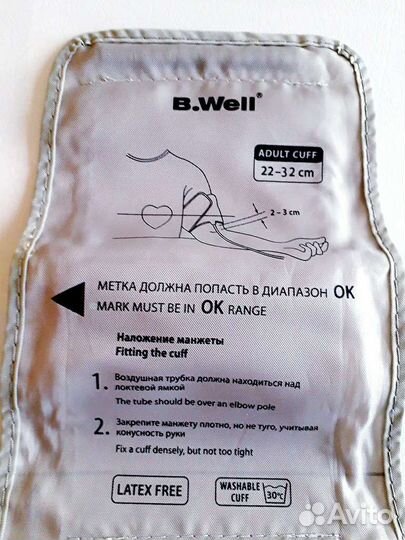 B.Well®
ADULT CUFF
22–32 cm
2 – 3 cm
МЕТКА ДОЛЖНА ПОПАСТЬ В ДИАПАЗОН ОК
MARK MUST BE IN OK RANGE
Наложение манжеты
Fitting the cuff
1. Воздушная трубка должна находиться над
локтевой ямкой
The tube should be over an elbow pole
2. Закрепите манжету плотно, но не туго, учитывая
конусность руки
Fix a cuff densely, but not too tight
LATEX FREE
WASHABLE
CUFF
30°C
Avito